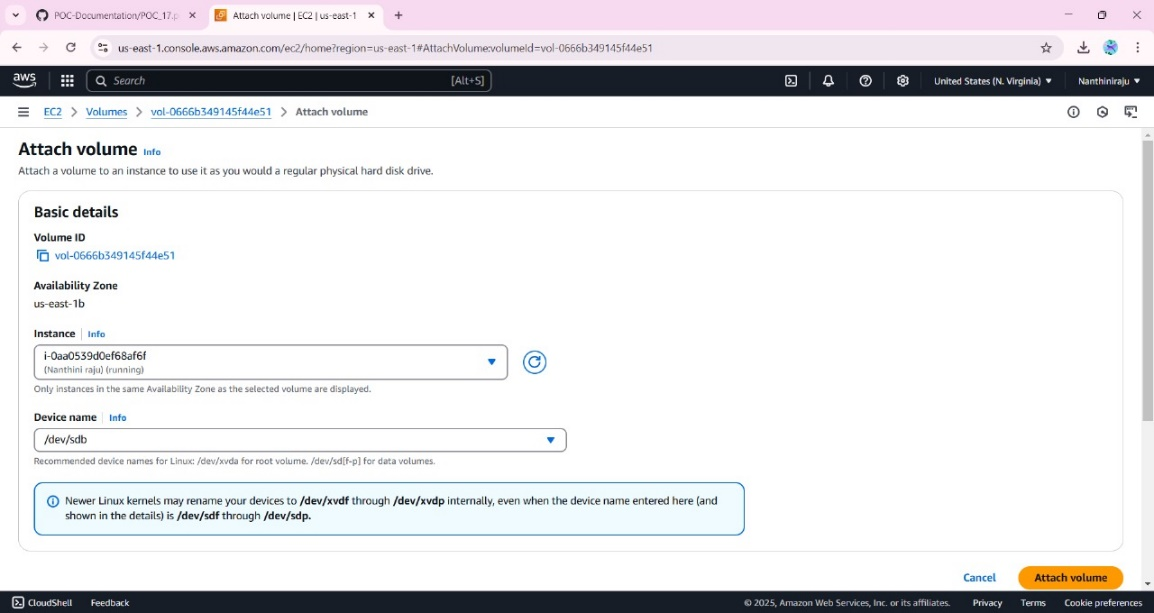 POC-Documentation/POC_17.p
Attach volume | EC2 | us-east-1
us-east-1.console.aws.amazon.com/ec2/home?region=us-east-1#AttachVolume:volumeId=vol-0666b349145f44e51
aws
Search
[Alt+S]
United States (N. Virginia)
Nanthiniraju
EC2 > Volumes > vol-0666b349145f44e51 > Attach volume
Attach volume Info
Attach a volume to an instance to use it as you would a regular physical hard disk drive.
Basic details
Volume ID
vol-0666b349145f44e51
Availability Zone
us-east-1b
Instance Info
i-0aa0539d0ef68af6f
(Nanthini raju) (running)
Only instances in the same Availability Zone as the selected volume are displayed.
Device name Info
/dev/sdb
Recommended device names for Linux: /dev/xvda for root volume. /dev/sd[f-p] for data volumes.
Newer Linux kernels may rename your devices to /dev/xvdf through /dev/xvdp internally, even when the device name entered here (and
shown in the details) is /dev/sdf through /dev/sdp.
Cancel
Attach volume
CloudShell
Feedback
© 2025, Amazon Web Services, Inc. or its affiliates.
Privacy
Terms
Cookie preferences